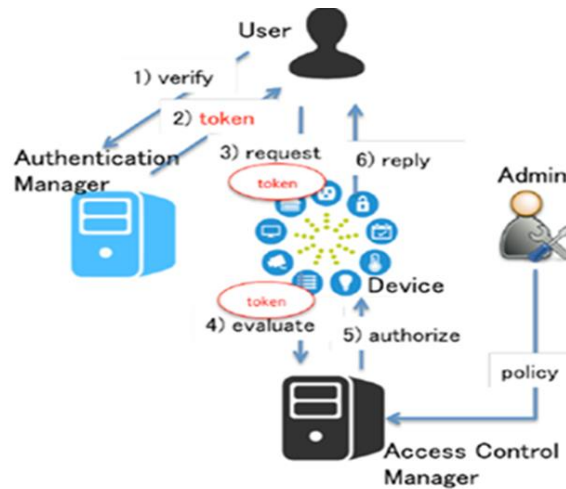 User
1) verify
2) token
Authentication
Manager
3) request
6) reply
token
Admin
Device
token
4) evaluate
5) authorize
policy
Access Control
Manager